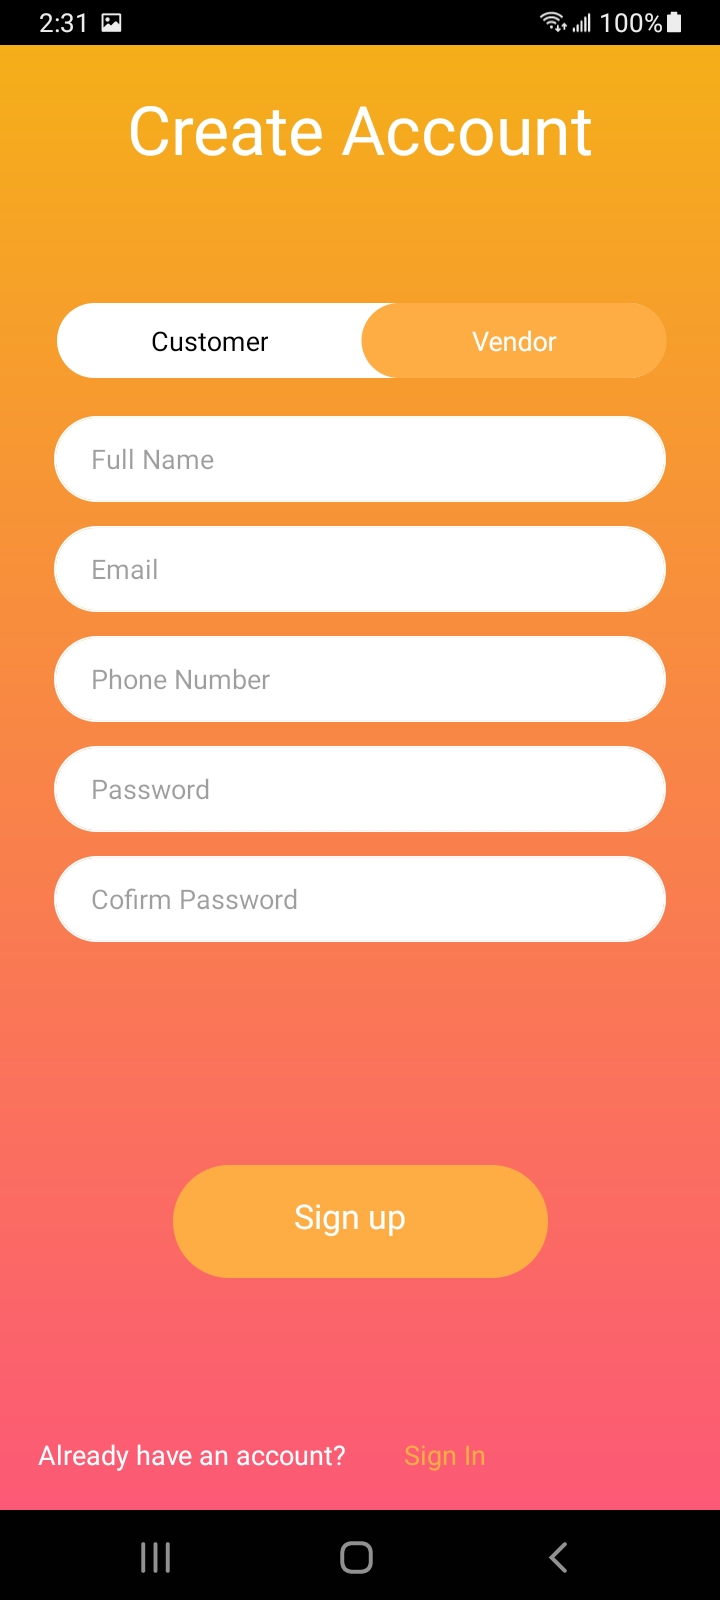 2:31 100%
Create Account
Customer Vendor
Full Name
Email
Phone Number
Password
Cofirm Password
Sign up
Already have an account? Sign In